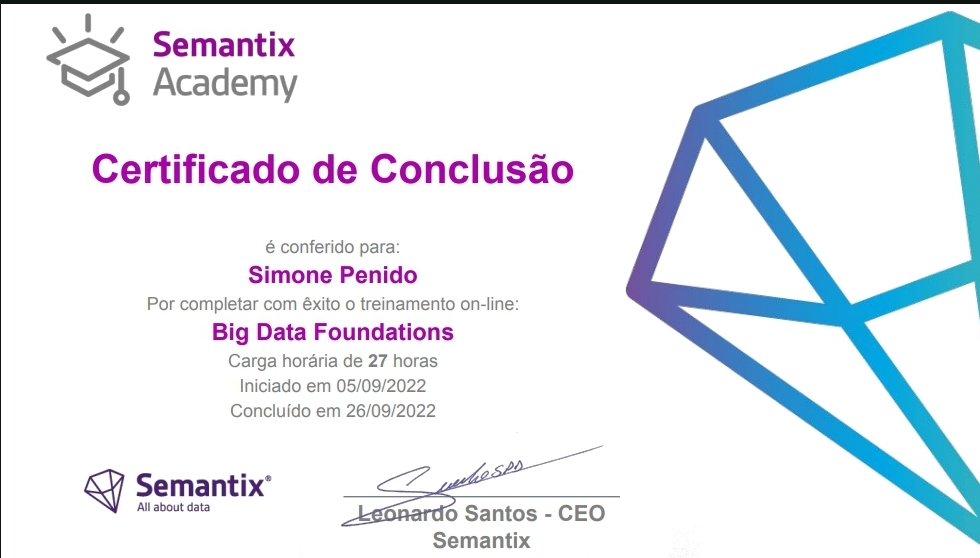 Semantix
Academy
Certificado de Conclusão
é conferido para:
Simone Penido
Por completar com êxito o treinamento on-line:
Big Data Foundations
Carga horária de 27 horas
Iniciado em 05/09/2022
Concluído em 26/09/2022
Semantix®
All about data
Leonardo Santos - CEO
Semantix